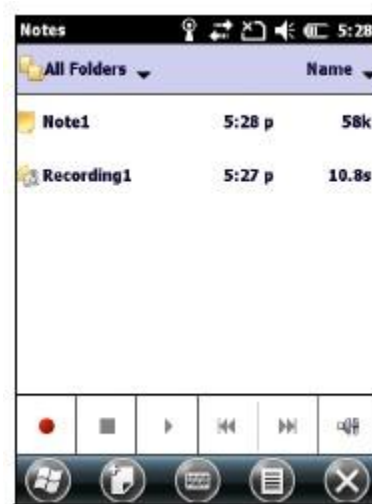 Notes 5:28
All Folders Name
Note1 5:28 p 58k
Recording1 5:27 p 10.8s